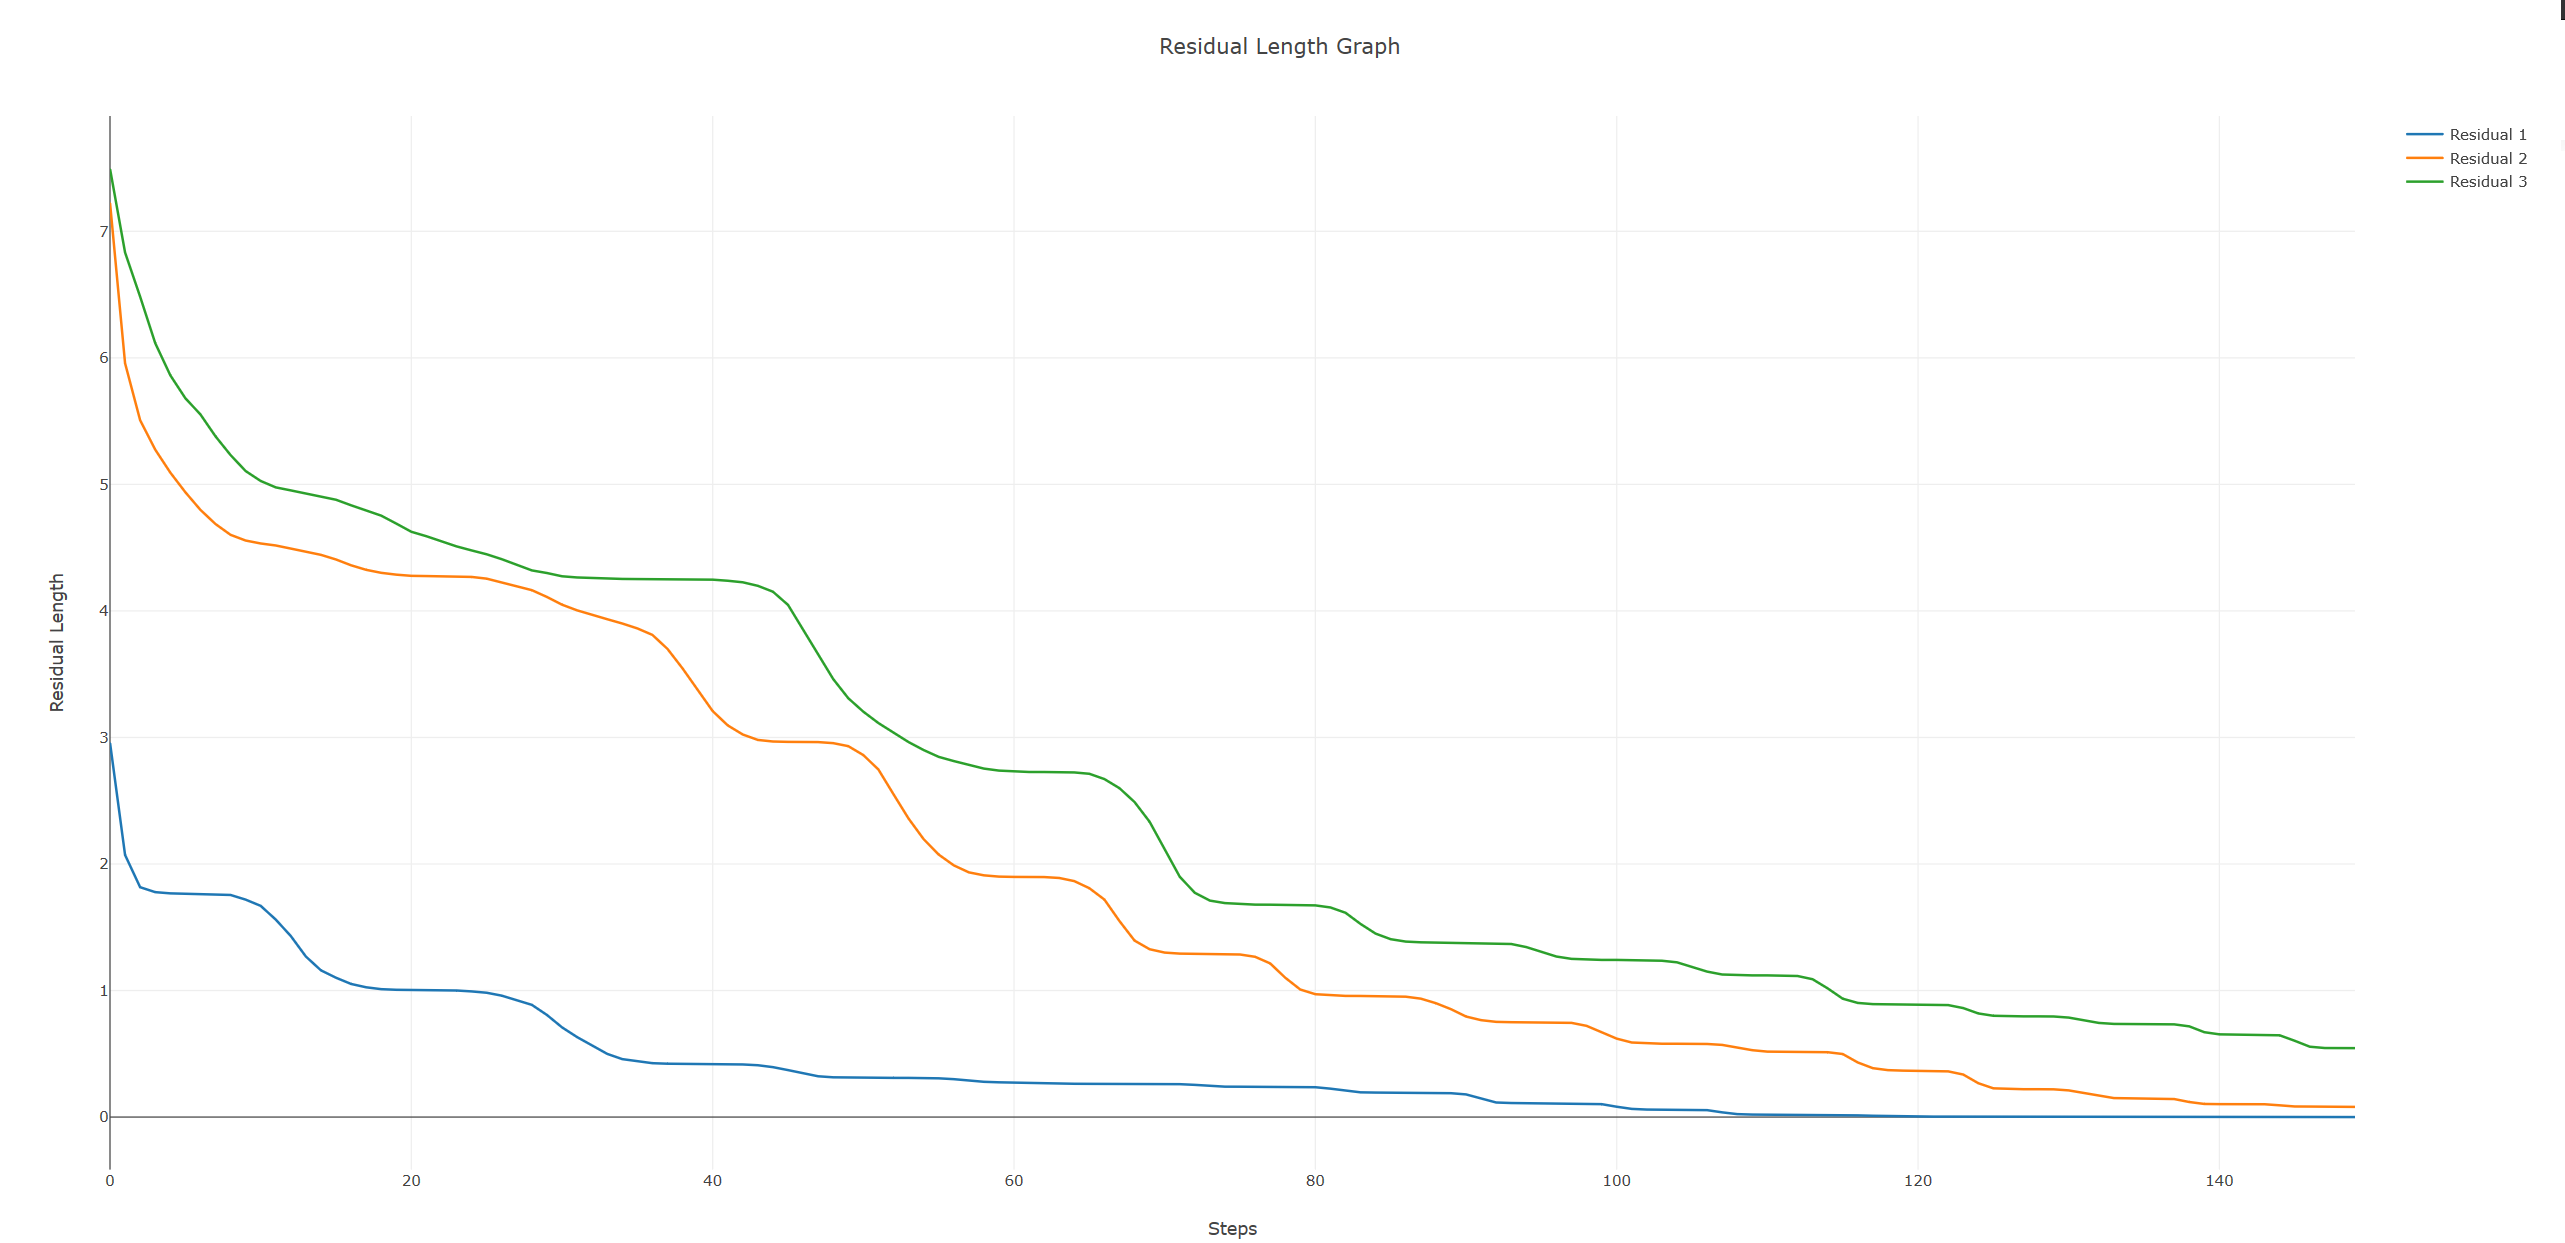 Residual Length Graph
Residual 1
Residual 2
Residual 3
7
6
5
4
3
2
1
0
Residual Length
0 20 40 60 80 100 120 140
Steps